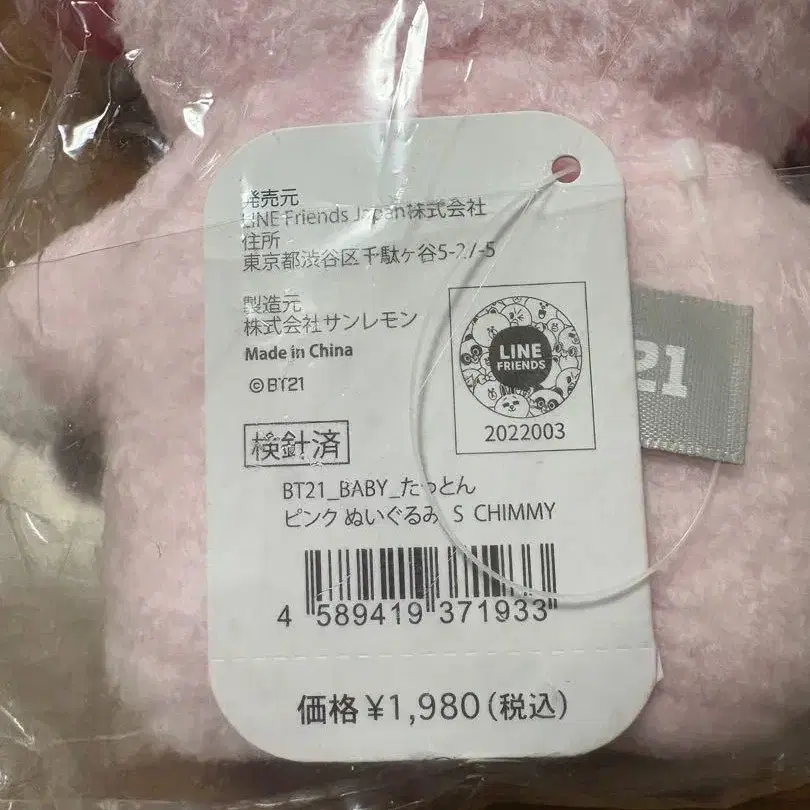 発売元
LINE Friends Japan株式会社
住所
東京都渋谷区千駄ヶ谷5-27-5
製造元
株式会社サンレモン
Made in China
©BT21
LINE
FRIENDS
2022003
21
検針済
BT21_BABY_たっとん
ピンク ぬいぐるみ S CHIMMY
4 589419 371933
価格 ¥1,980(税込)